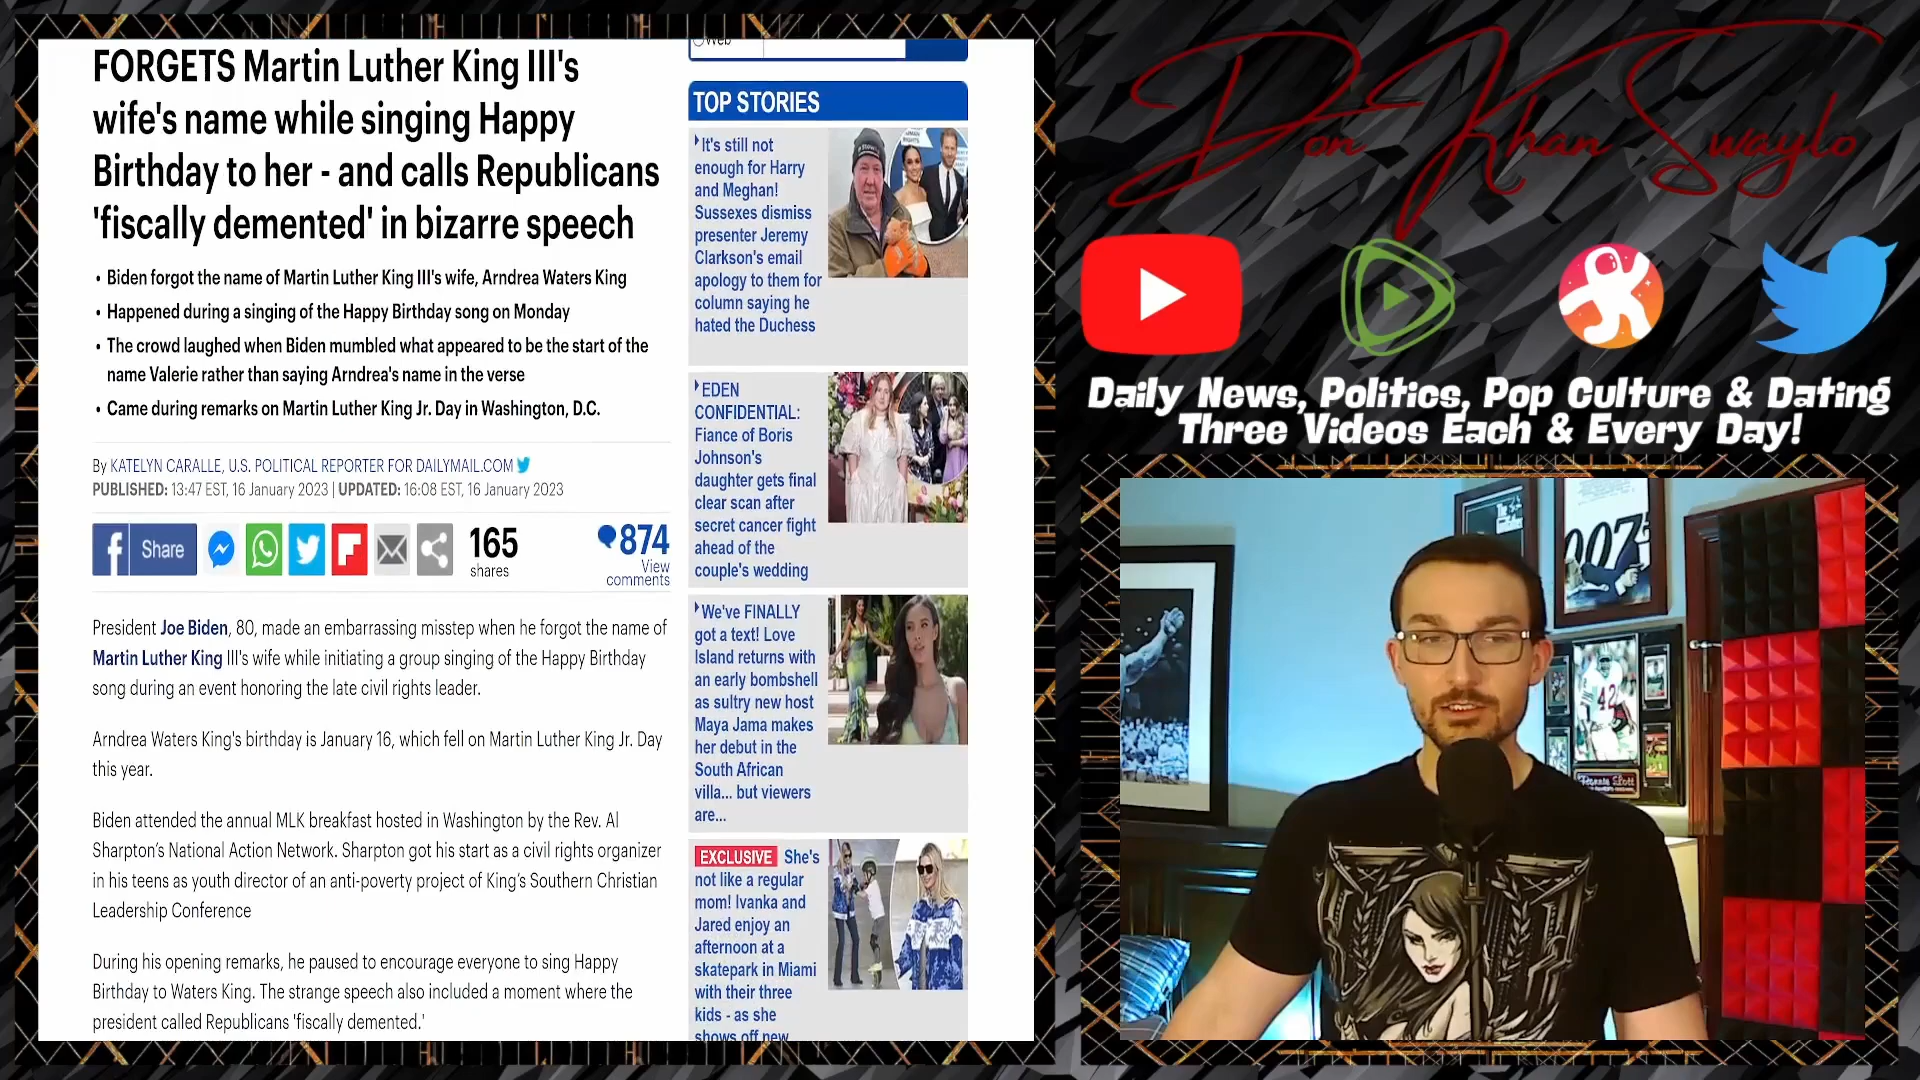 FORGETS Martin Luther King III's
wife's name while singing Happy
Birthday to her - and calls Republicans
'fiscally demented' in bizarre speech
• Biden forgot the name of Martin Luther King III's wife, Arndrea Waters King
• Happened during a singing of the Happy Birthday song on Monday
• The crowd laughed when Biden mumbled what appeared to be the start of the
name Valerie rather than saying Arndrea's name in the verse
• Came during remarks on Martin Luther King Jr. Day in Washington, D.C.
By KATELYN CARALLE, U.S. POLITICAL REPORTER FOR DAILYMAIL.COM
PUBLISHED: 13:47 EST, 16 January 2023 | UPDATED: 16:08 EST, 16 January 2023
Share
165
shares
874
View
comments
President Joe Biden, 80, made an embarrassing misstep when he forgot the name of
Martin Luther King III's wife while initiating a group singing of the Happy Birthday
song during an event honoring the late civil rights leader.
Arndrea Waters King's birthday is January 16, which fell on Martin Luther King Jr. Day
this year.
Biden attended the annual MLK breakfast hosted in Washington by the Rev. Al
Sharpton's National Action Network. Sharpton got his start as a civil rights organizer
in his teens as youth director of an anti-poverty project of King's Southern Christian
Leadership Conference
During his opening remarks, he paused to encourage everyone to sing Happy
Birthday to Waters King. The strange speech also included a moment where the
president called Republicans 'fiscally demented.'
Web
TOP STORIES
It's still not
enough for Harry
and Meghan!
Sussexes dismiss
presenter Jeremy
Clarkson's email
apology to them for
column saying he
hated the Duchess
EDEN
CONFIDENTIAL:
Fiance of Boris
Johnson's
daughter gets final
clear scan after
secret cancer fight
ahead of the
couple's wedding
We've FINALLY
got a text! Love
Island returns with
an early bombshell
as sultry new host
Maya Jama makes
her debut in the
South African
villa... but viewers
are...
EXCLUSIVE She's
not like a regular
mom! Ivanka and
Jared enjoy an
afternoon at a
skatepark in Miami
with their three
kids - as she
shows off new
Don Khan Swaylo
Daily News, Politics, Pop Culture & Dating
Three Videos Each & Every Day!
007
42
Ronnie Lott